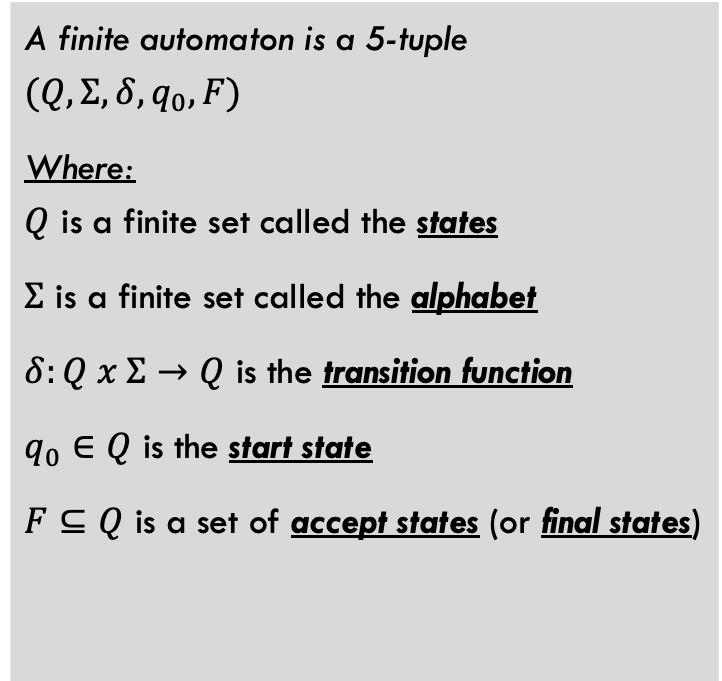 A finite automaton is a 5-tuple
(Q, Σ, δ, q₀, F)
Where:
Q is a finite set called the states
Σ is a finite set called the alphabet
δ: Q x Σ → Q is the transition function
q₀ ∈ Q is the start state
F ⊆ Q is a set of accept states (or final states)